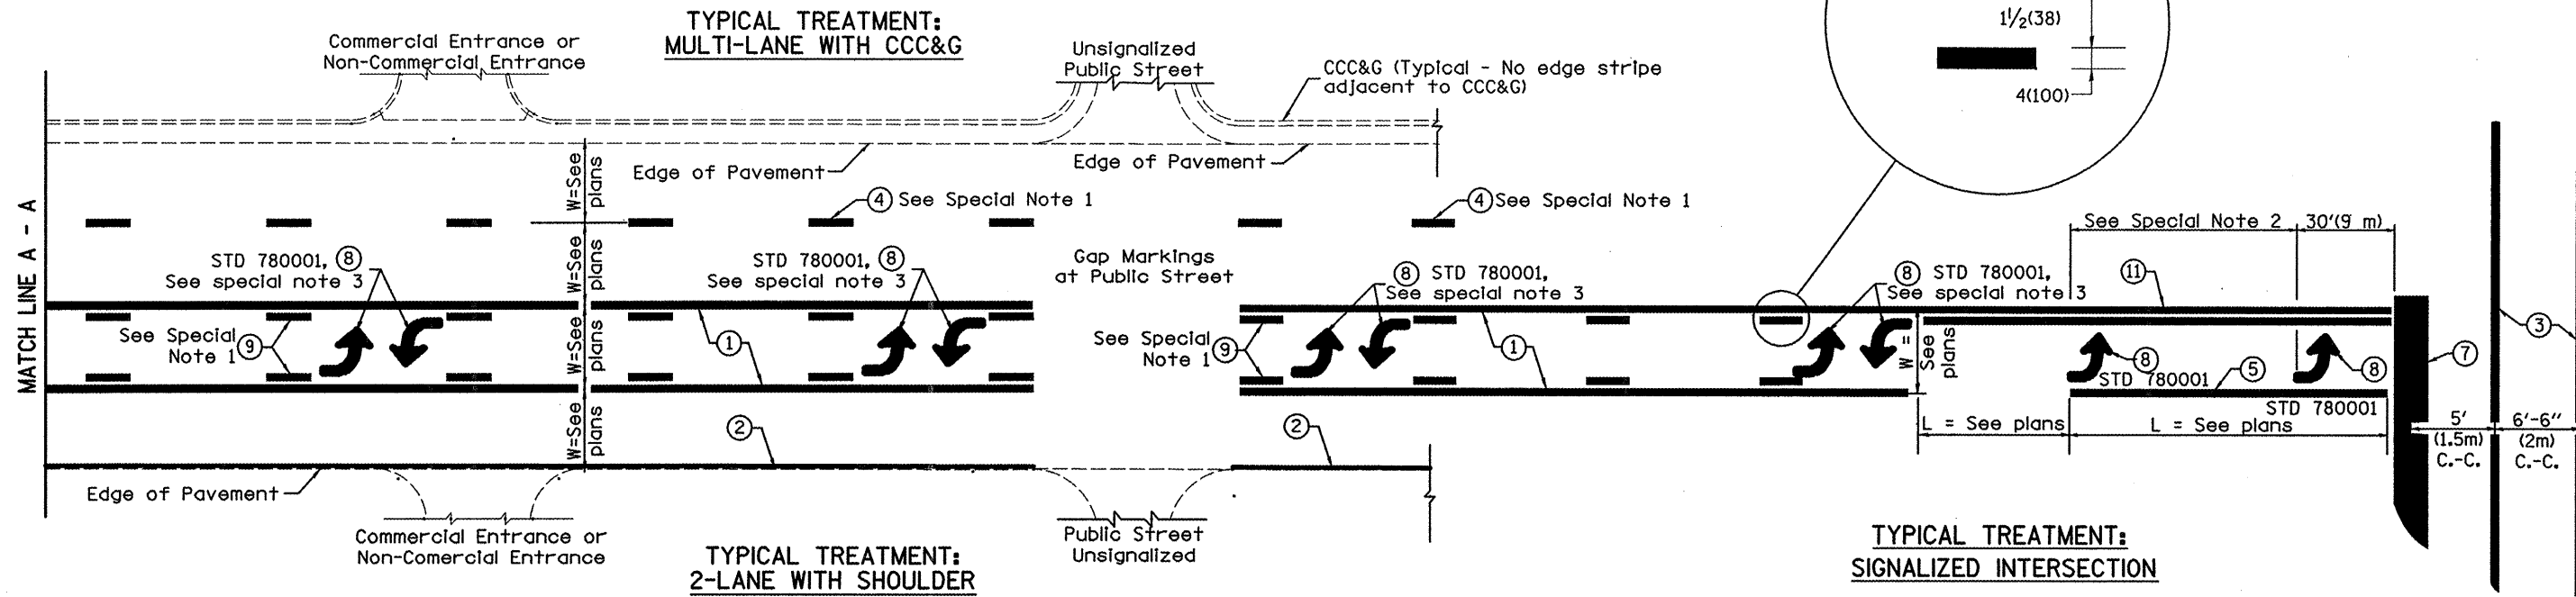 TYPICAL TREATMENT:
MULTI-LANE WITH CCC&G
Commercial Entrance or
Non-Commercial Entrance
Unsignalized
Public Street
CCC&G (Typical - No edge stripe
adjacent to CCC&G)
1½(38)
4(100)
MATCH LINE A - A
Edge of Pavement
Edge of Pavement
W=See
plans
W=See
plans
W=See
plans
W=See
plans
4 See Special Note 1
4 See Special Note 1
STD 780001, 8
See special note 3
STD 780001, 8
See special note 3
Gap Markings
at Public Street
8 STD 780001,
See special note 3
8 STD 780001,
See special note 3
See Special Note 2
30'(9 m)
11
See Special
Note 1 9
1
See Special
Note 1 9
1
W =
See
plans
8
STD 780001
5
8
STD 780001
7
3
L = See plans
L = See plans
5'
(1.5m)
C.-C.
6'-6"
(2m)
C.-C.
2
2
Edge of Pavement
Commercial Entrance or
Non-Comercial Entrance
Public Street
Unsignalized
TYPICAL TREATMENT:
2-LANE WITH SHOULDER
TYPICAL TREATMENT:
SIGNALIZED INTERSECTION